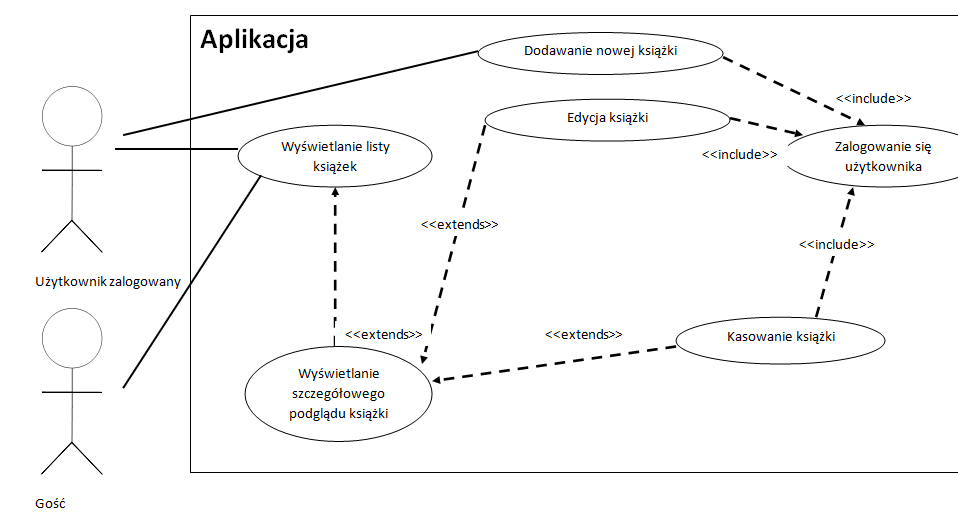 Aplikacja
Dodawanie nowej książki
<<include>>
Edycja książki
Wyświetlanie listy
książek
<<include>>
Zalogowanie się
użytkownika
<<extends>>
<<include>>
Użytkownik zalogowany
<<extends>>
<<extends>>
Kasowanie książki
Wyświetlanie
szczegółowego
podglądu książki
Gość